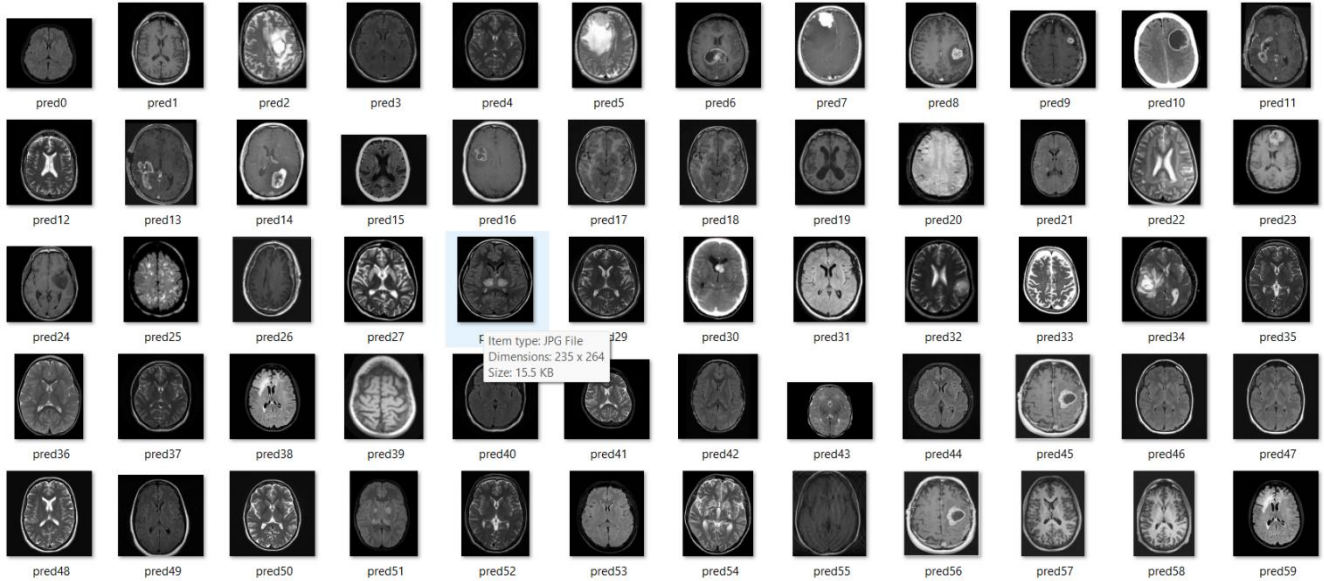 pred0 pred1 pred2 pred3 pred4 pred5 pred6 pred7 pred8 pred9 pred10 pred11
pred12 pred13 pred14 pred15 pred16 pred17 pred18 pred19 pred20 pred21 pred22 pred23
pred24 pred25 pred26 pred27 pred29 pred30 pred31 pred32 pred33 pred34 pred35
Item type: JPG File
Dimensions: 235 x 264
Size: 15.5 KB
pred36 pred37 pred38 pred39 pred40 pred41 pred42 pred43 pred44 pred45 pred46 pred47
pred48 pred49 pred50 pred51 pred52 pred53 pred54 pred55 pred56 pred57 pred58 pred59